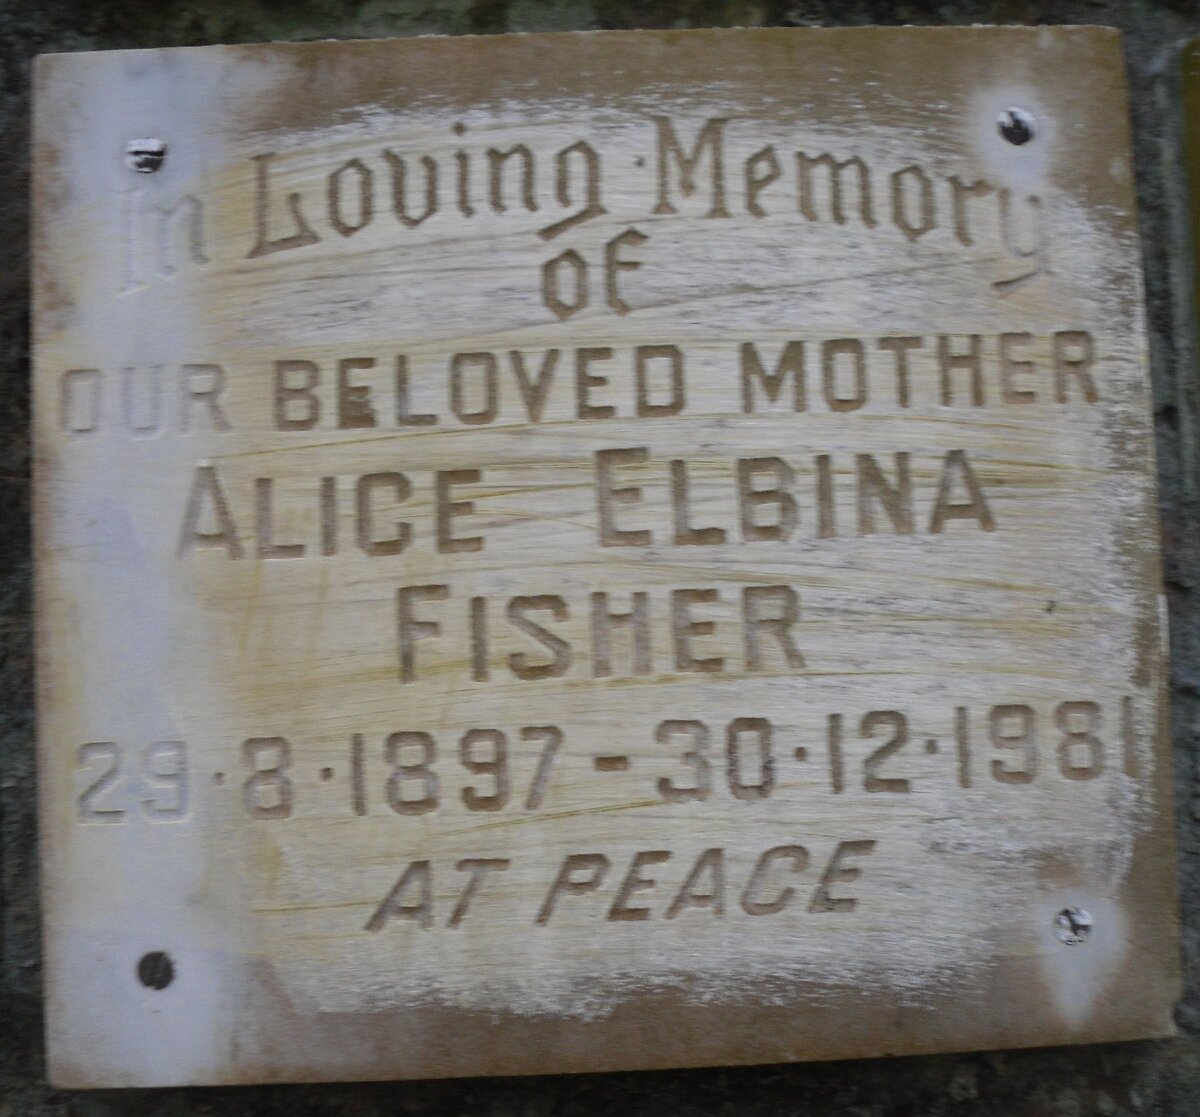 In Loving Memory
of
OUR BELOVED MOTHER
ALICE ELBINA
FISHER
29·8·1897 - 30·12·1981
AT PEACE